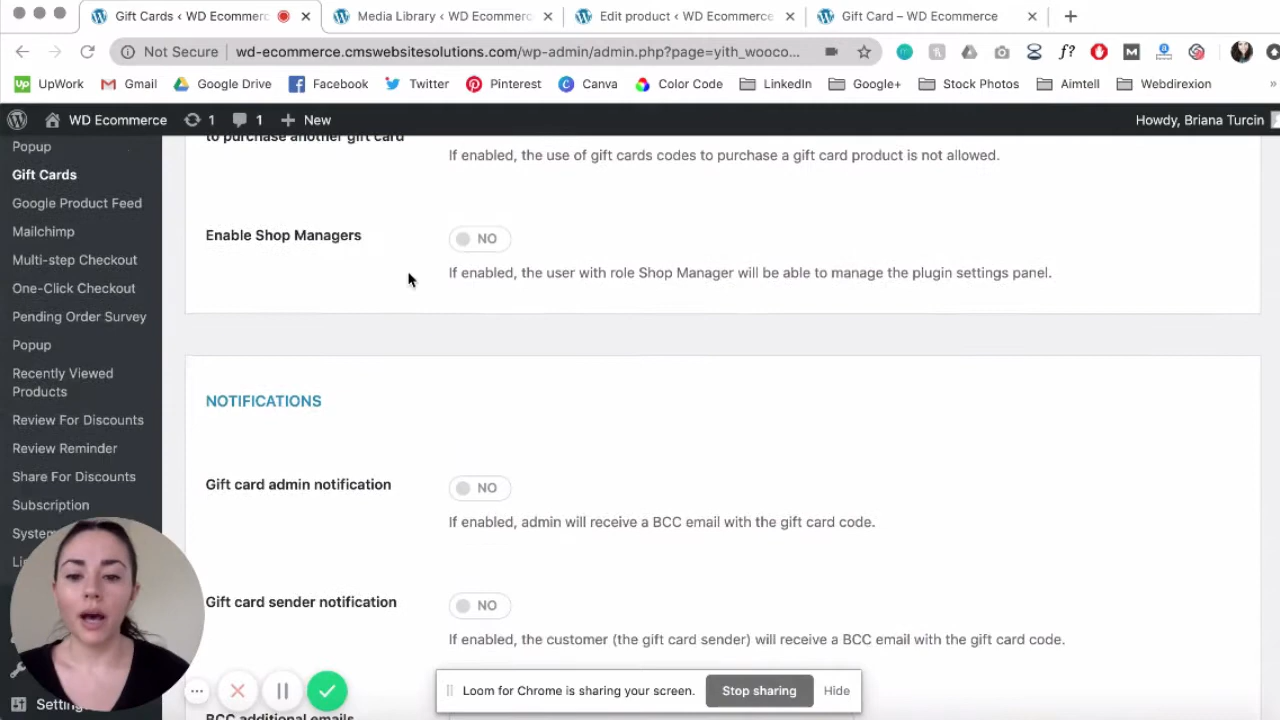 Gift Cards ‹ WD Ecommerc
Media Library ‹ WD Ecommerc
Edit product ‹ WD Ecommerce
Gift Card – WD Ecommerce
Not Secure wd-ecommerce.cmswebsitesolutions.com/wp-admin/admin.php?page=yith_wooco...
Up UpWork
Gmail
Google Drive
Facebook
Twitter
Pinterest
Canva
Color Code
LinkedIn
Google+
Stock Photos
Aimtell
Webdirexion
»
WD Ecommerce
1
1
New
Howdy, Briana Turcin
Popup
Gift Cards
Google Product Feed
Mailchimp
Multi-step Checkout
One-Click Checkout
Pending Order Survey
Popup
Recently Viewed
Products
Review For Discounts
Review Reminder
Share For Discounts
Subscription
to purchase another gift card
If enabled, the use of gift cards codes to purchase a gift card product is not allowed.
Enable Shop Managers
NO
If enabled, the user with role Shop Manager will be able to manage the plugin settings panel.
NOTIFICATIONS
Gift card admin notification
NO
If enabled, admin will receive a BCC email with the gift card code.
Gift card sender notification
NO
If enabled, the customer (the gift card sender) will receive a BCC email with the gift card code.
BCC additional emails
Loom for Chrome is sharing your screen.
Stop sharing
Hide